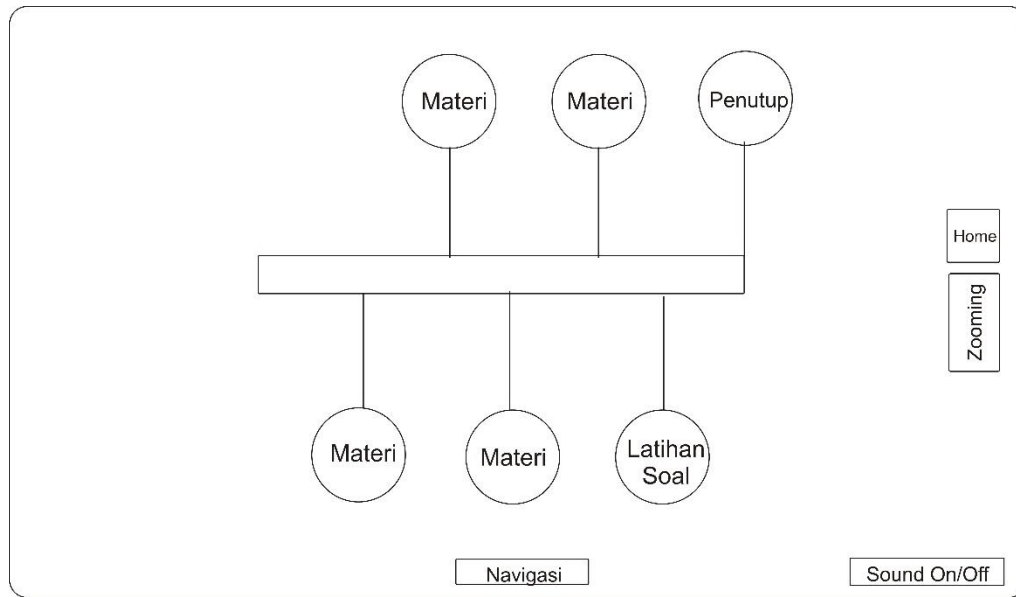 Materi
Materi
Penutup
Home
Zooming
Materi
Materi
Latihan
Soal
Navigasi
Sound On/Off